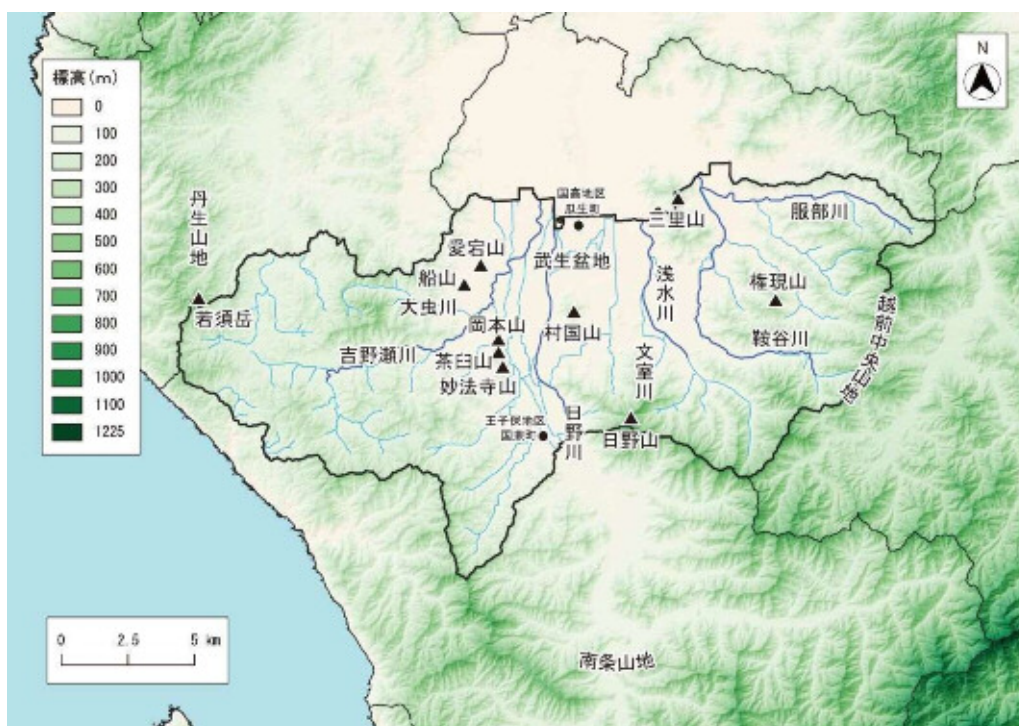 標高(m)
0
100
200
300
400
500
600
700
800
900
1000
1100
1225
N
丹生山地
若須岳
愛宕山
船山
大虫川
岡本山
吉野瀬川
茶臼山
妙法寺山
王子保地区
国兼町
日野川
国高地区
瓜生町
武生盆地
村国山
文室川
日野山
三里山
浅水川
服部川
権現山
鞍谷川
越前中央山地
南条山地
0 2.5 5 km